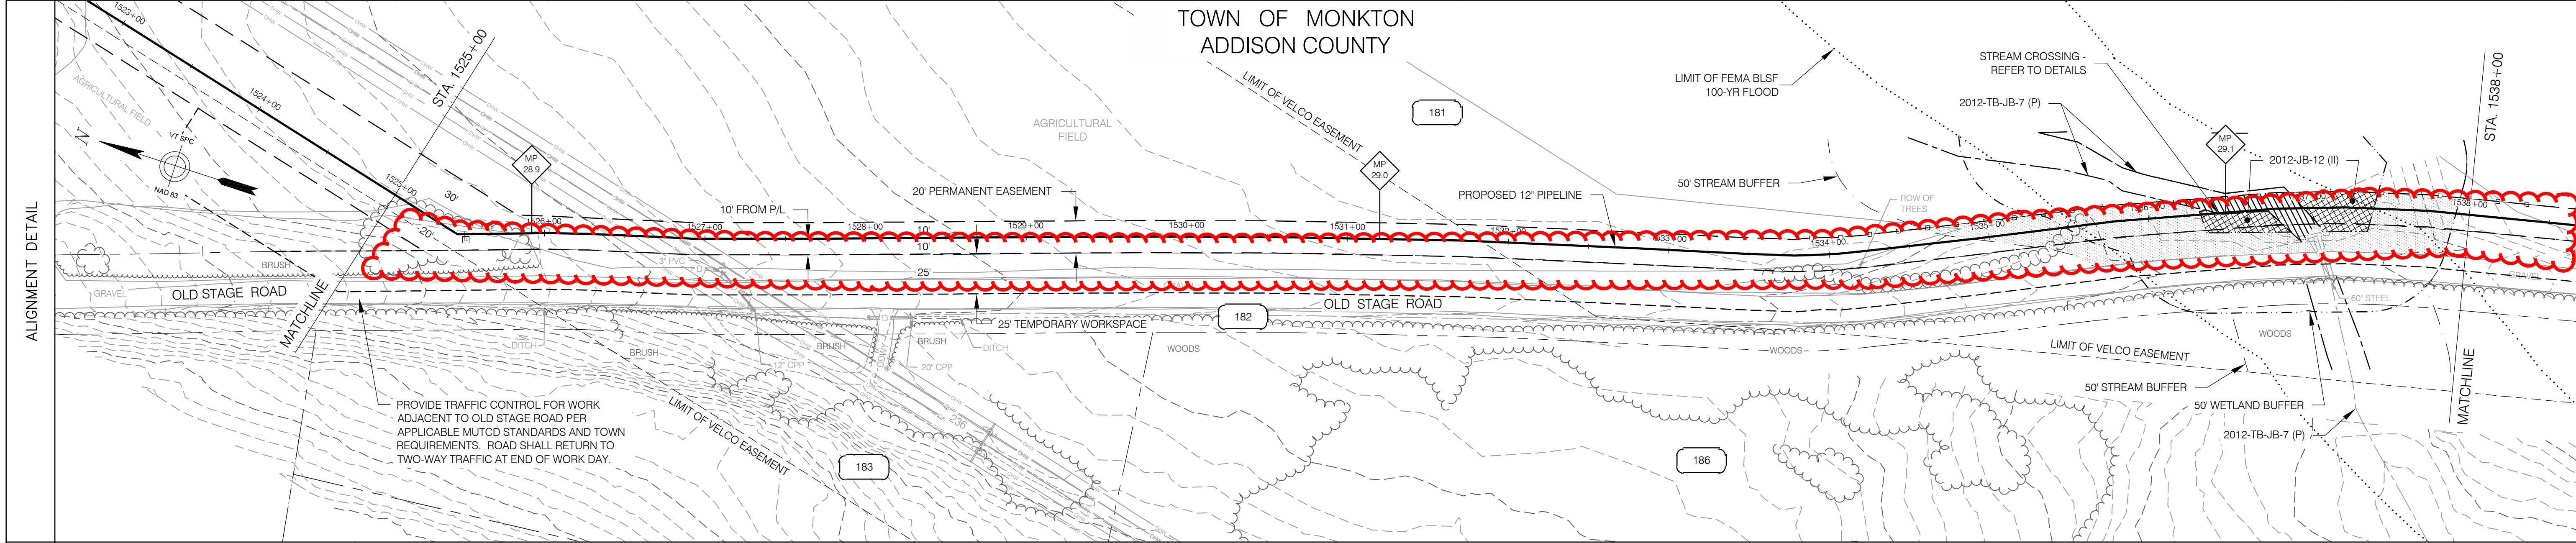 TOWN OF MONKTON
ADDISON COUNTY
ALIGNMENT DETAIL
1523+00
1524+00
AGRICULTURAL FIELD
N
VT SPC
NAD 83
STA. 1525+00
1525+00
30'
20'
MP
28.9
1526+00
BRUSH
GRAVEL
OLD STAGE ROAD
MATCHLINE
PROVIDE TRAFFIC CONTROL FOR WORK
ADJACENT TO OLD STAGE ROAD PER
APPLICABLE MUTCD STANDARDS AND TOWN
REQUIREMENTS. ROAD SHALL RETURN TO
TWO-WAY TRAFFIC AT END OF WORK DAY.
DITCH
BRUSH
LIMIT OF VELCO EASEMENT
3" PVC
D
1527+00
10' FROM P/L
12" CPP
BRUSH
D
183
1528+00
20' PERMANENT EASEMENT
10'
10'
25'
BRUSH
DITCH
20" CPP
236
1529+00
25' TEMPORARY WORKSPACE
AGRICULTURAL
FIELD
1530+00
WOODS
182
LIMIT OF VELCO EASEMENT
1531+00
MP
29.0
181
OLD STAGE ROAD
PROPOSED 12" PIPELINE
1532+00
1533+00
LIMIT OF FEMA BLSF
100-YR FLOOD
50' STREAM BUFFER
1534+00
WOODS
186
ROW OF
TREES
1535+00
STREAM CROSSING -
REFER TO DETAILS
2012-TB-JB-7 (P)
MP
29.1
2012-JB-12 (II)
STA. 1538+00
1538+00
GRAVEL
60" STEEL
WOODS
LIMIT OF VELCO EASEMENT
50' STREAM BUFFER
50' WETLAND BUFFER
2012-TB-JB-7 (P)
MATCHLINE